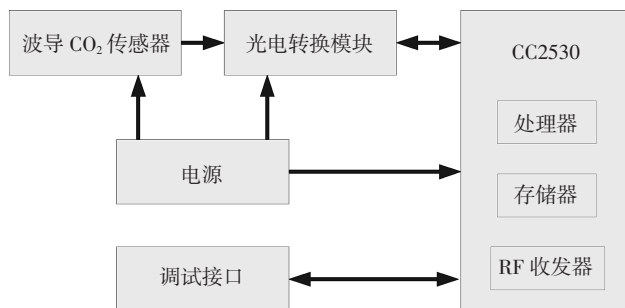 波导 CO₂ 传感器
光电转换模块
CC2530
处理器
电源
存储器
调试接口
RF 收发器